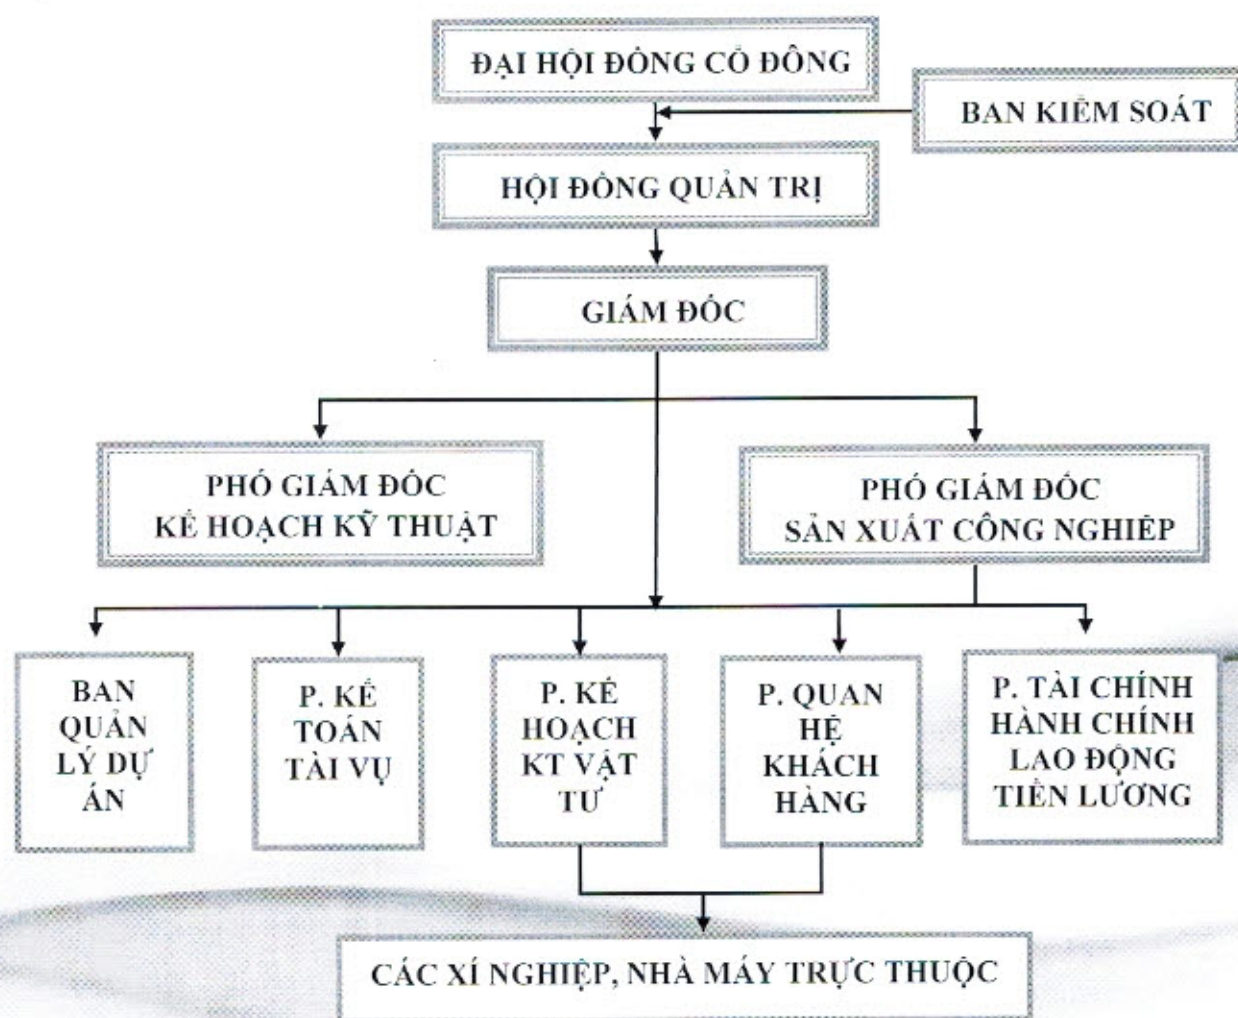 ĐẠI HỘI ĐỒNG CỔ ĐÔNG
BAN KIỂM SOÁT
HỘI ĐỒNG QUẢN TRỊ
GIÁM ĐỐC
PHÓ GIÁM ĐỐC
KẾ HOẠCH KỸ THUẬT
PHÓ GIÁM ĐỐC
SẢN XUẤT CÔNG NGHIỆP
BAN
QUẢN
LÝ DỰ
ÁN
P. KẾ
TOÁN
TÀI VỤ
P. KẾ
HOẠCH
KT VẬT
TƯ
P. QUAN
HỆ
KHÁCH
HÀNG
P. TÀI CHÍNH
HÀNH CHÍNH
LAO ĐỘNG
TIỀN LƯƠNG
CÁC XÍ NGHIỆP, NHÀ MÁY TRỰC THUỘC